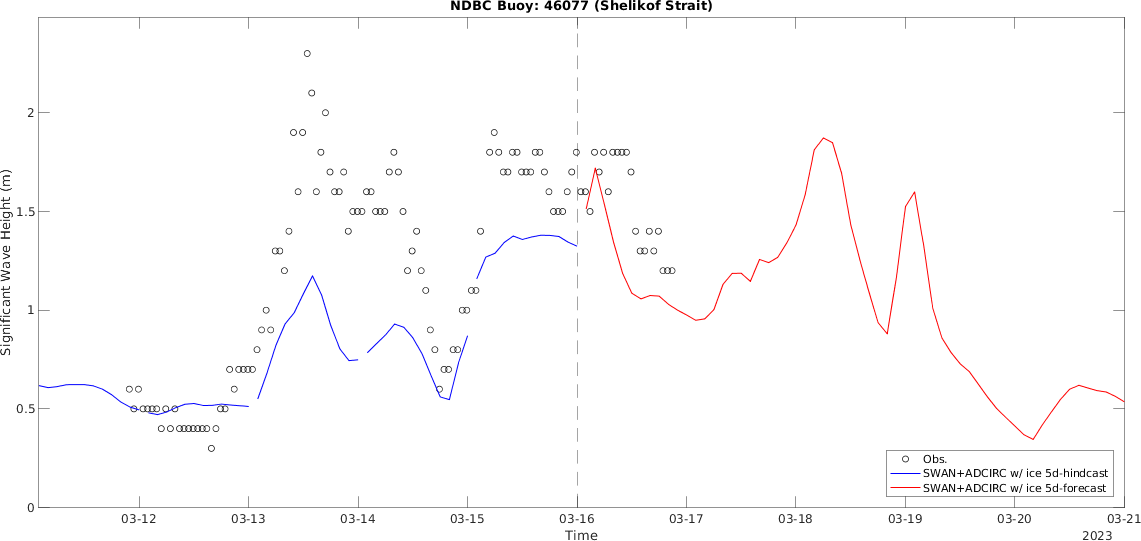 NDBC Buoy: 46077 (Shelikof Strait)
Significant Wave Height (m)
2
1.5
1
0.5
0
Obs.
SWAN+ADCIRC w/ ice 5d-hindcast
SWAN+ADCIRC w/ ice 5d-forecast
03-12 03-13 03-14 03-15 03-16 03-17 03-18 03-19 03-20 03-21
Time
2023